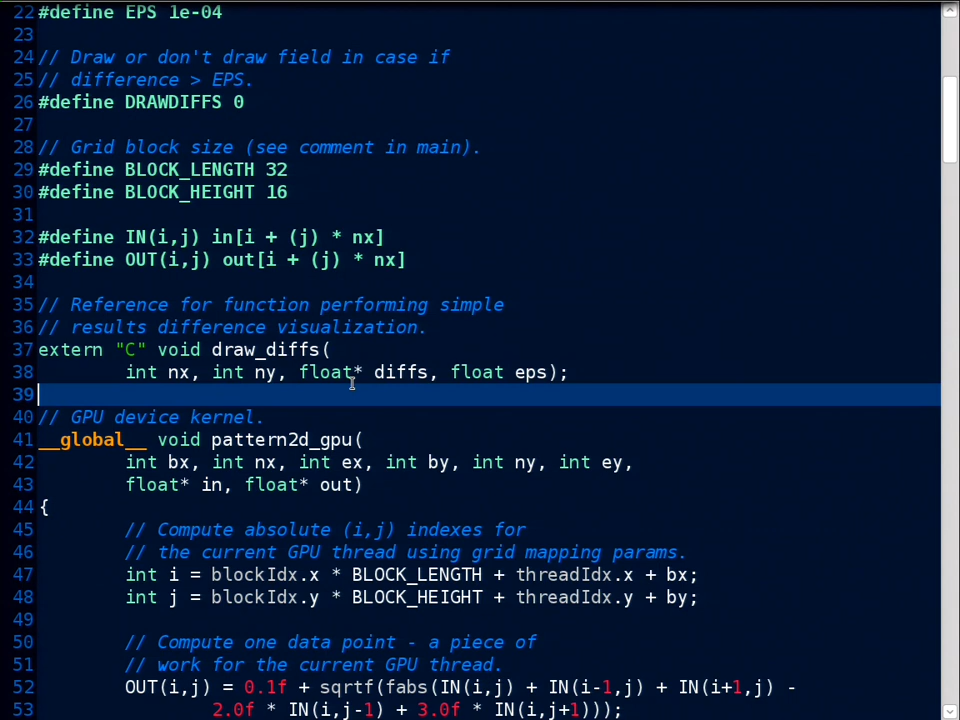 22 #define EPS 1e-04
23
24 // Draw or don't draw field in case if
25 // difference > EPS.
26 #define DRAWDIFFS 0
27
28 // Grid block size (see comment in main).
29 #define BLOCK_LENGTH 32
30 #define BLOCK_HEIGHT 16
31
32 #define IN(i,j) in[i + (j) * nx]
33 #define OUT(i,j) out[i + (j) * nx]
34
35 // Reference for function performing simple
36 // results difference visualization.
37 extern "C" void draw_diffs(
38         int nx, int ny, float* diffs, float eps);
39
40 // GPU device kernel.
41 __global__ void pattern2d_gpu(
42         int bx, int nx, int ex, int by, int ny, int ey,
43         float* in, float* out)
44 {
45         // Compute absolute (i,j) indexes for
46         // the current GPU thread using grid mapping params.
47         int i = blockIdx.x * BLOCK_LENGTH + threadIdx.x + bx;
48         int j = blockIdx.y * BLOCK_HEIGHT + threadIdx.y + by;
49
50         // Compute one data point - a piece of
51         // work for the current GPU thread.
52         OUT(i,j) = 0.1f + sqrtf(fabs(IN(i,j) + IN(i-1,j) + IN(i+1,j) -
53                 2.0f * IN(i,j-1) + 3.0f * IN(i,j+1)));